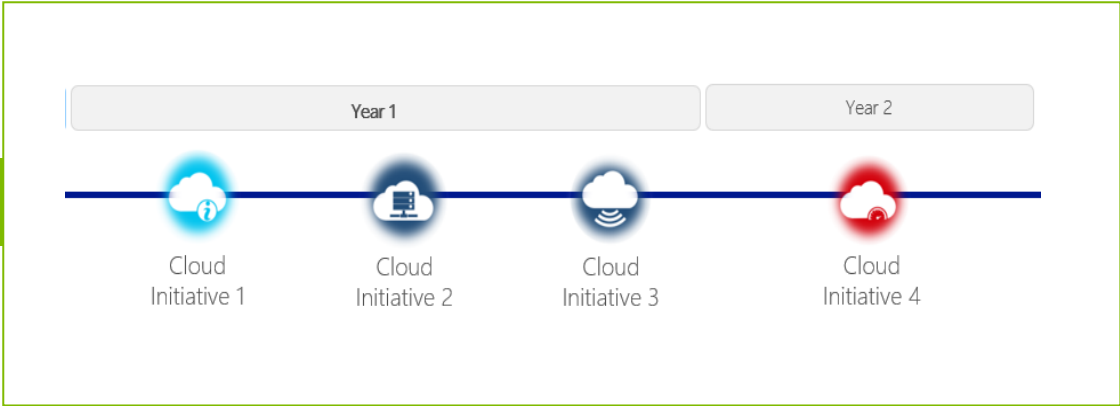 Year 1
Year 2
Cloud
Initiative 1
Cloud
Initiative 2
Cloud
Initiative 3
Cloud
Initiative 4